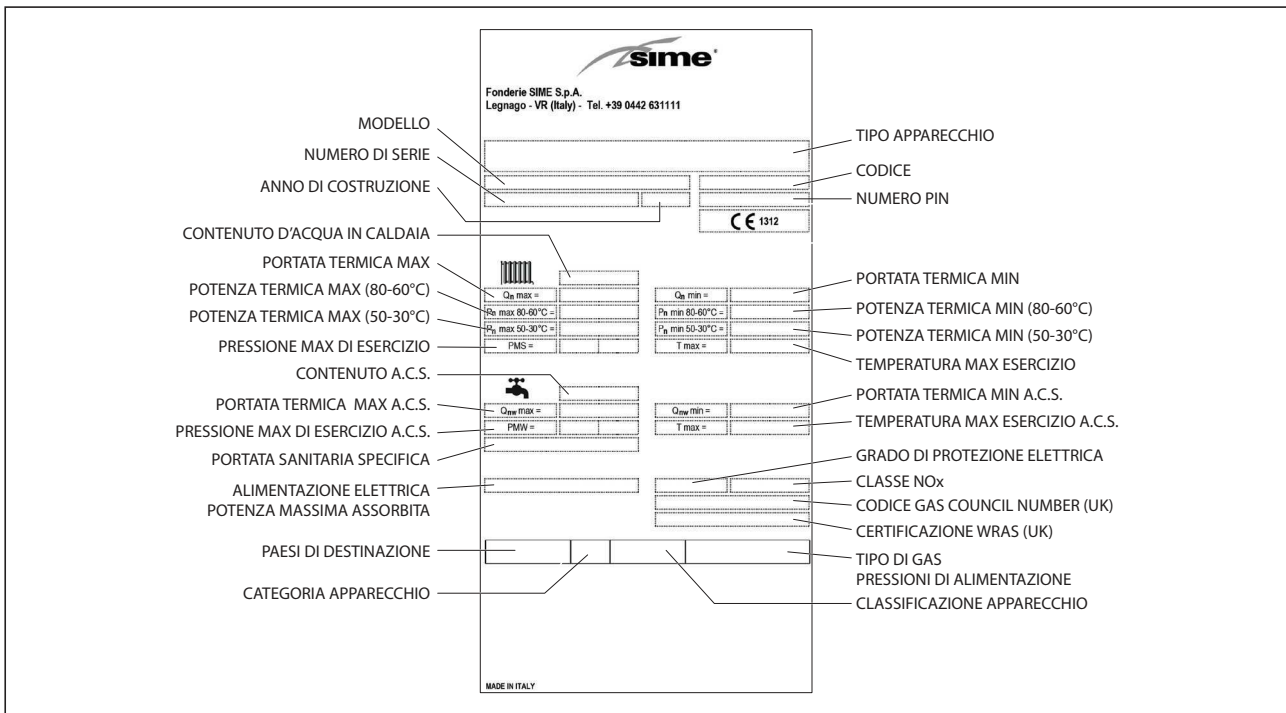 sime®
Fonderie SIME S.p.A.
Legnago - VR (Italy) - Tel. +39 0442 631111
MODELLO
NUMERO DI SERIE
ANNO DI COSTRUZIONE
CONTENUTO D'ACQUA IN CALDAIA
PORTATA TERMICA MAX
POTENZA TERMICA MAX (80-60°C)
POTENZA TERMICA MAX (50-30°C)
PRESSIONE MAX DI ESERCIZIO
CONTENUTO A.C.S.
PORTATA TERMICA MAX A.C.S.
PRESSIONE MAX DI ESERCIZIO A.C.S.
PORTATA SANITARIA SPECIFICA
ALIMENTAZIONE ELETTRICA
POTENZA MASSIMA ASSORBITA
PAESI DI DESTINAZIONE
CATEGORIA APPARECCHIO
CE 1312
Qn max =
Qn min =
Pn max 80-60°C =
Pn min 80-60°C =
Pn max 50-30°C =
Pn min 50-30°C =
PMS =
T max =
Qnw max =
Qnw min =
PMW =
T max =
TIPO APPARECCHIO
CODICE
NUMERO PIN
PORTATA TERMICA MIN
POTENZA TERMICA MIN (80-60°C)
POTENZA TERMICA MIN (50-30°C)
TEMPERATURA MAX ESERCIZIO
PORTATA TERMICA MIN A.C.S.
TEMPERATURA MAX ESERCIZIO A.C.S.
GRADO DI PROTEZIONE ELETTRICA
CLASSE NOx
CODICE GAS COUNCIL NUMBER (UK)
CERTIFICAZIONE WRAS (UK)
TIPO DI GAS
PRESSIONI DI ALIMENTAZIONE
CLASSIFICAZIONE APPARECCHIO
MADE IN ITALY